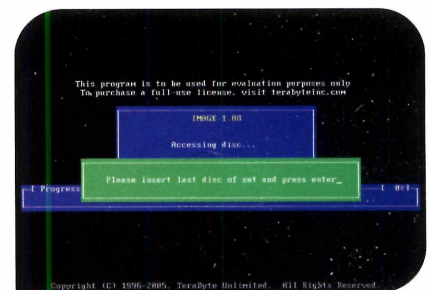 This program is to be used for evaluation purposes only
To purchase a full-use license, visit terabyteinc.com
IMAGE 1.88
Accessing disc...
Please insert last disc of set and press enter_
[ Progress
[ 0%]
Copyright (C) 1996-2005, TeraByte Unlimited. All Rights Reserved.